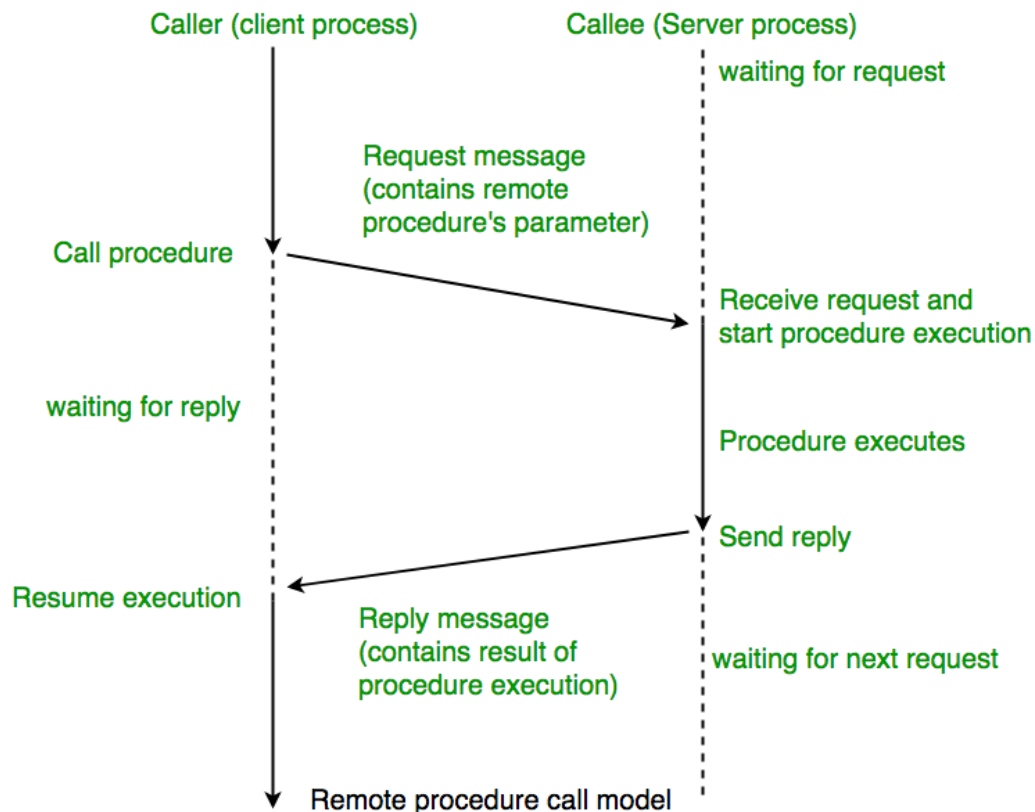 Caller (client process)
Callee (Server process)
waiting for request
Request message
(contains remote
procedure's parameter)
Call procedure
Receive request and
start procedure execution
waiting for reply
Procedure executes
Send reply
Resume execution
Reply message
(contains result of
procedure execution)
waiting for next request
Remote procedure call model